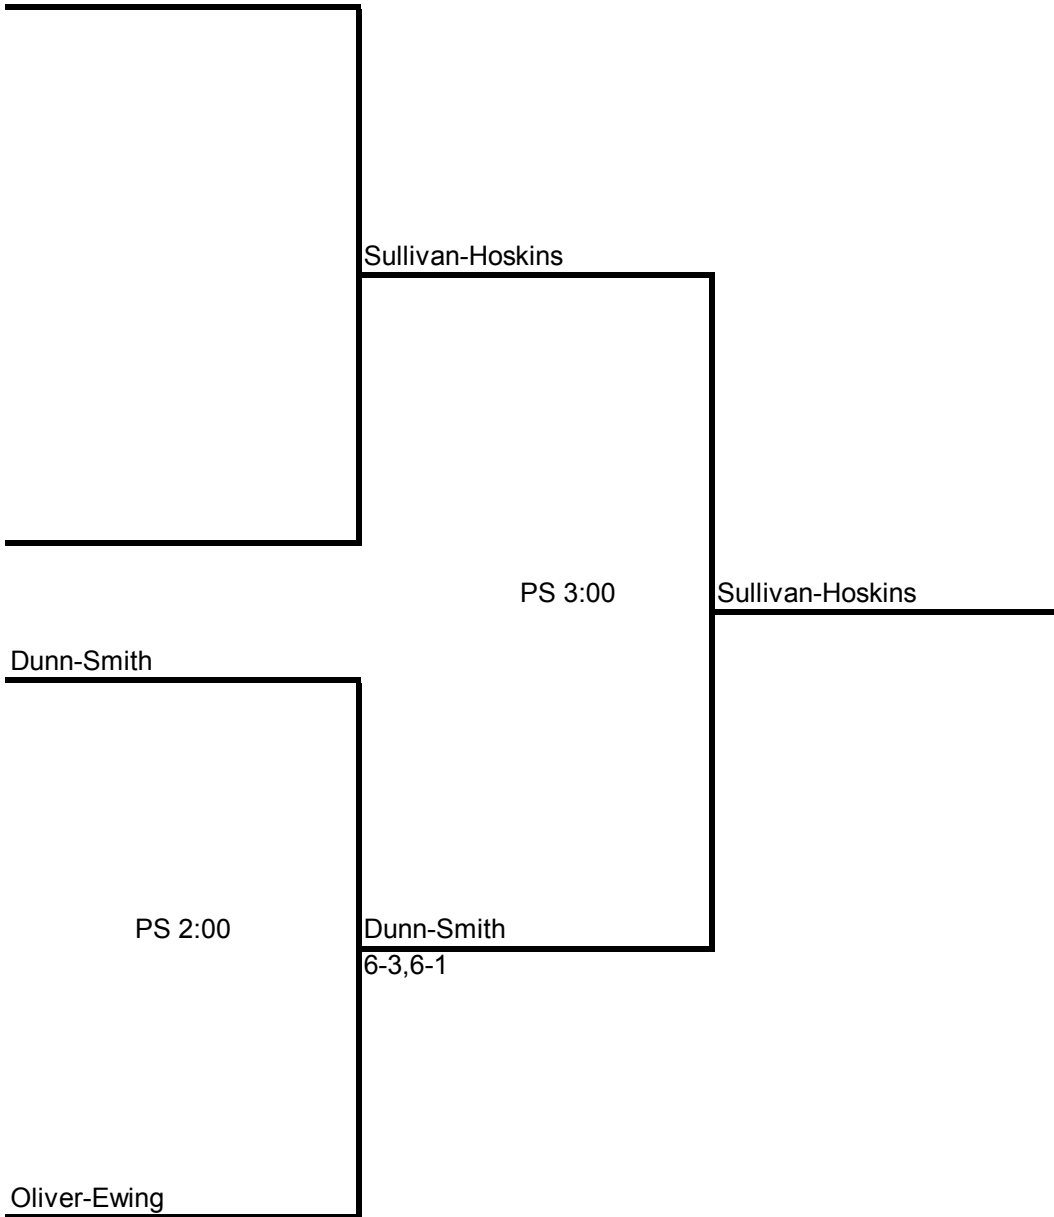 Sullivan-Hoskins
PS 3:00
Sullivan-Hoskins
Dunn-Smith
PS 2:00
Dunn-Smith
6-3,6-1
Oliver-Ewing